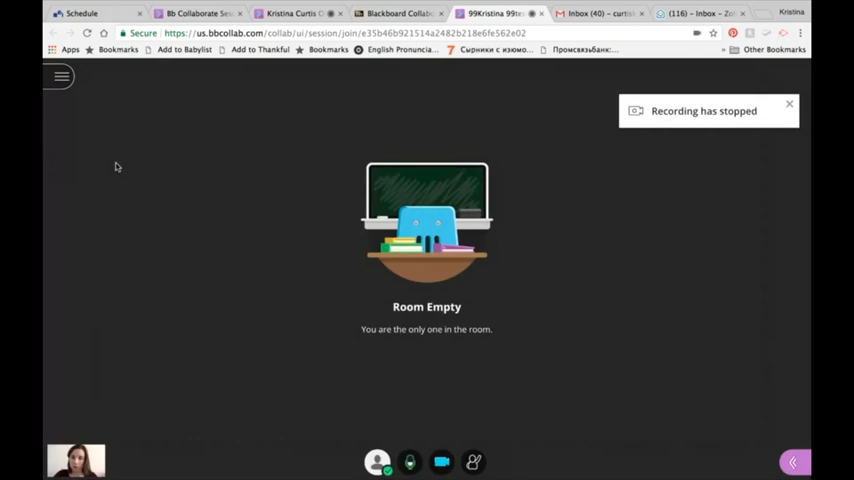 Schedule
Bb Collaborate Ses
Kristina Curtis
Blackboard Collab
99Kristina 99te
Inbox (40) – curtis
(116) – Inbox – Zo
Kristina
Secure
https://us.bbcollab.com/collab/ui/session/join/e35b46b921514a2482b218e6fe562e02
Apps
Bookmarks
Add to Babylist
Add to Thankful
Bookmarks
English Pronuncia...
Сырники с изюмо...
Промсвязьбанк:...
»
Other Bookmarks
Recording has stopped
Room Empty
You are the only one in the room.